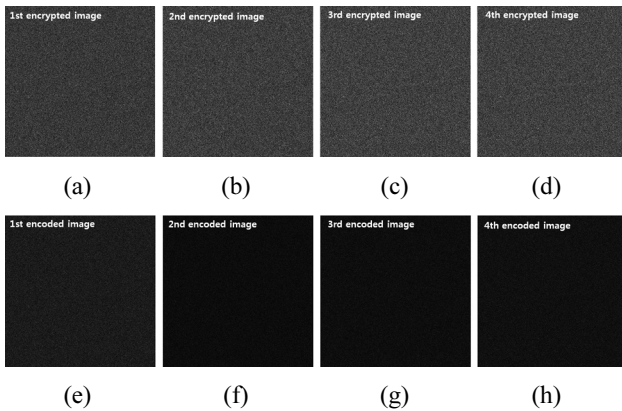 1st encrypted image
2nd encrypted image
3rd encrypted image
4th encrypted image
(a)
(b)
(c)
(d)
1st encoded image
2nd encoded image
3rd encoded image
4th encoded image
(e)
(f)
(g)
(h)